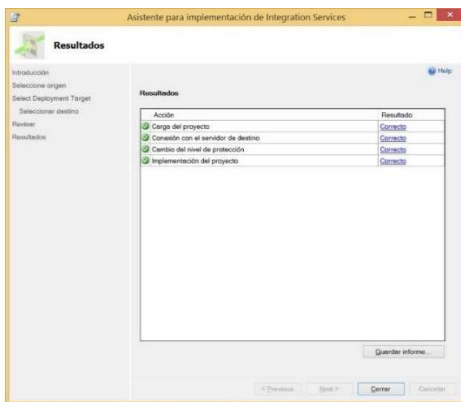 Asistente para implementación de Integration Services
Resultados
Help
Introducción
Seleccione origen
Select Deployment Target
Seleccionar destino
Revisar
Resultados
Resultados
Acción Resultado
Carga del proyecto Correcto
Conexión con el servidor de destino Correcto
Cambio del nivel de protección Correcto
Implementación del proyecto Correcto
Guardar informe...
< Previous Next > Cerrar Cancelar